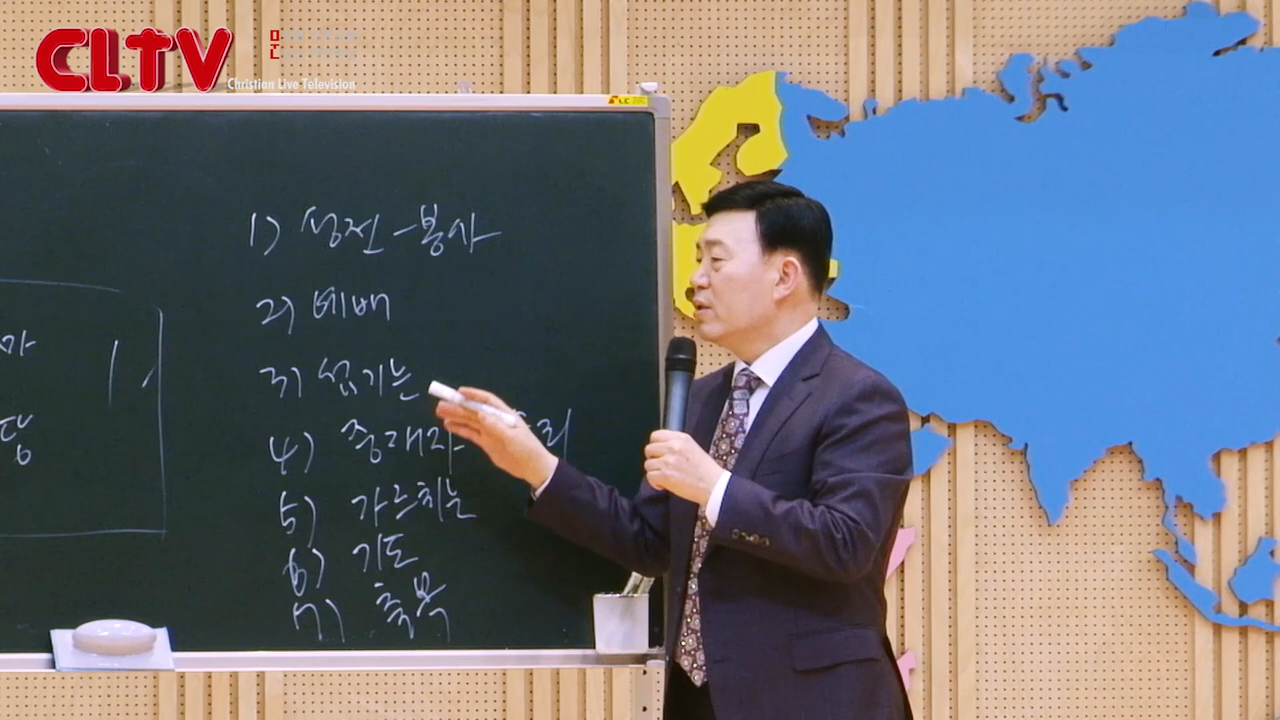 CLTV
Christian Live Television
1) 성전-봉사
2) 예배
3) 섬기는
4) 중재자
5) 가르치는
6) 기도
7) 축복